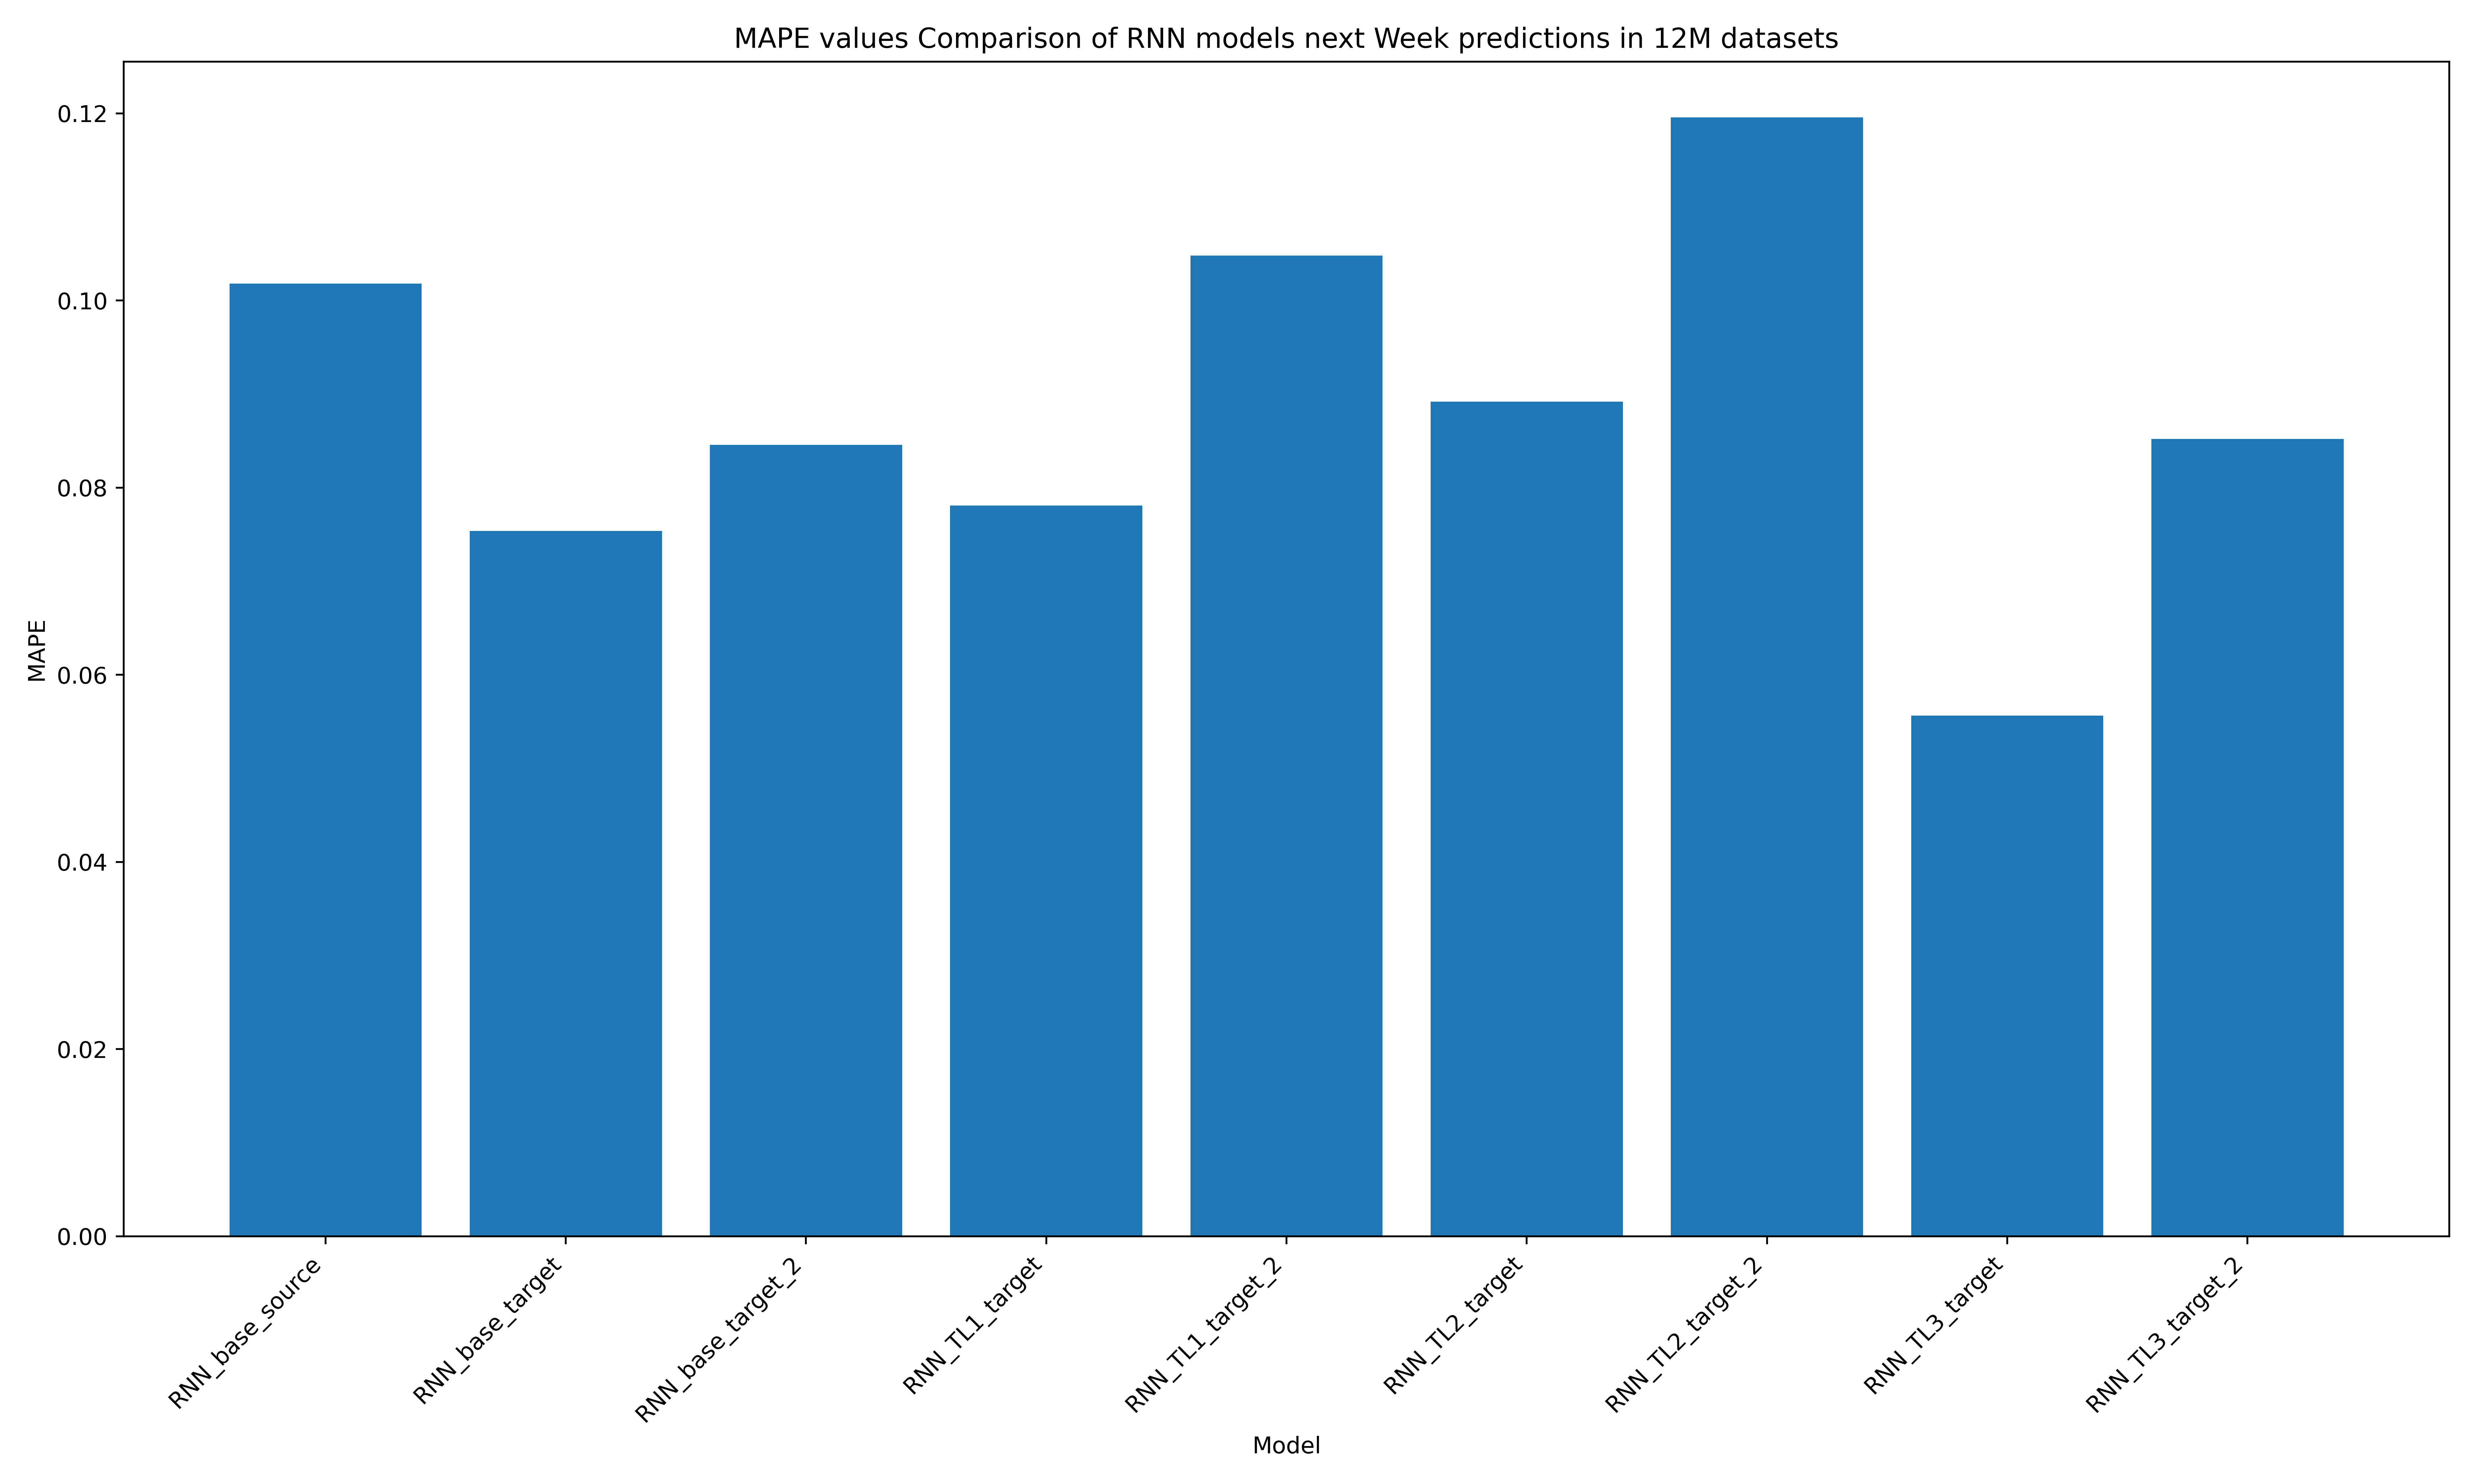 MAPE values Comparison of RNN models next Week predictions in 12M datasets
MAPE
0.12
0.10
0.08
0.06
0.04
0.02
0.00
RNN_base_source
RNN_base_target
RNN_base_target_2
RNN_TL1_target
RNN_TL1_target_2
RNN_TL2_target
RNN_TL2_target_2
RNN_TL3_target
RNN_TL3_target_2
Model